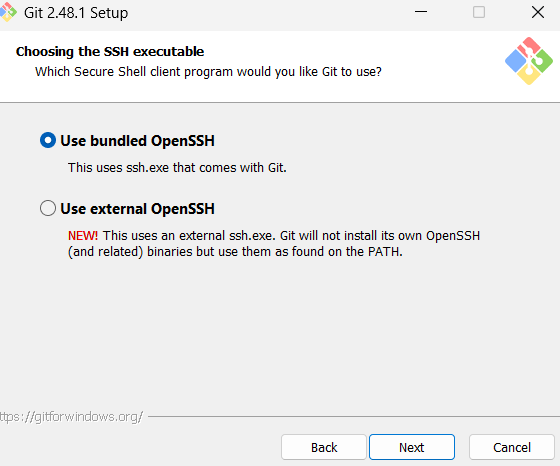 Git 2.48.1 Setup
Choosing the SSH executable
Which Secure Shell client program would you like Git to use?
Use bundled OpenSSH
This uses ssh.exe that comes with Git.
Use external OpenSSH
NEW! This uses an external ssh.exe. Git will not install its own OpenSSH
(and related) binaries but use them as found on the PATH.
ttps://gitforwindows.org/
Back Next Cancel